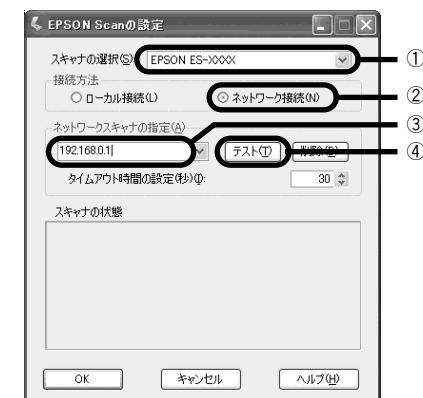 EPSON Scanの設定
スキャナの選択(S): EPSON ES-XXXX ①
接続方法
ローカル接続(L) ネットワーク接続(N) ②
ネットワークスキャナの指定(A) ③
192.168.0.1 テスト(T) 削除(D) ④
タイムアウト時間の設定(秒)(I): 30
スキャナの状態
OK キャンセル ヘルプ(H)